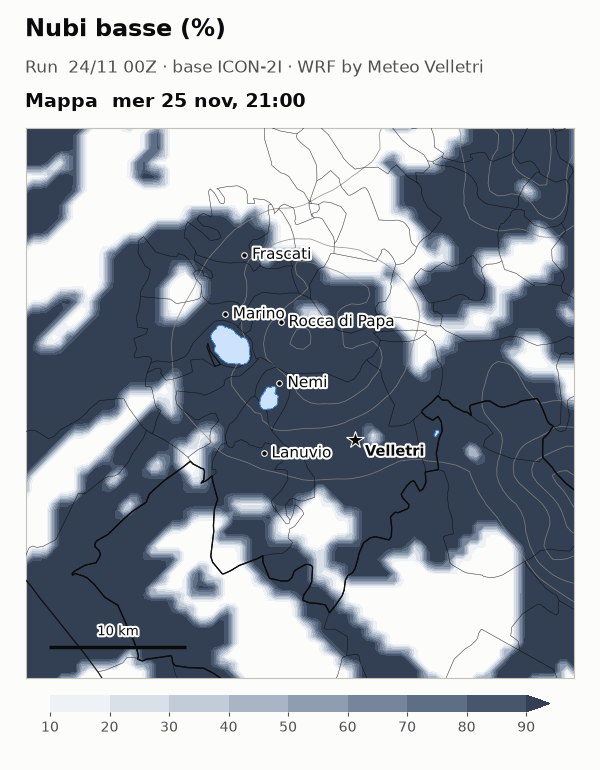 Nubi basse (%)
Run 24/11 00Z · base ICON-2I · WRF by Meteo Velletri
Mappa mer 25 nov, 21:00
Frascati
Marino
Rocca di Papa
Nemi
Lanuvio
Velletri
10 km
10 20 30 40 50 60 70 80 90